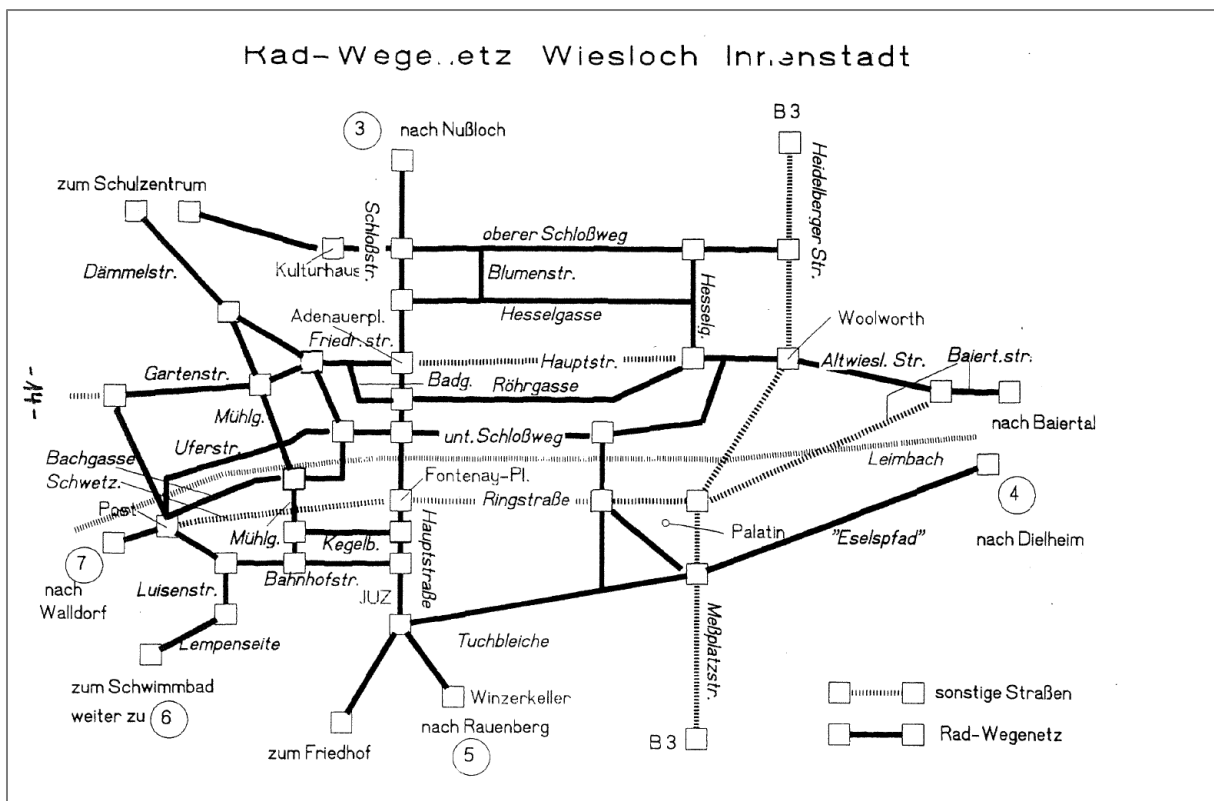 Rad-Wegenetz Wiesloch Innenstadt
B3
3
nach Nußloch
Heidelberger Str.
zum Schulzentrum
Schloßstr.
oberer Schloßweg
Kulturhaus
Dämmelstr.
Blumenstr.
Hesselg.
Adenauerpl.
Hesselgasse
Woolworth
Friedr.str.
Hauptstr.
Altwiesl. Str.
Baiert.str.
Gartenstr.
Badg.
Röhrgasse
-14-
Mühlg.
nach Baiertal
Uferstr.
unt.Schloßweg
Bachgasse
Leimbach
Schwetz.
Fontenay-Pl.
Ringstraße
4
Post
Mühlg.
Kegelb.
Hauptstraße
Palatin
"Eselspfad"
nach Dielheim
7
nach
Walldorf
Bahnhofstr.
Luisenstr.
JUZ
Lempenseite
Tuchbleiche
Meßplatzstr.
zum Schwimmbad
weiter zu 6
Winzerkeller
nach Rauenberg
5
zum Friedhof
B3
sonstige Straßen
Rad-Wegenetz